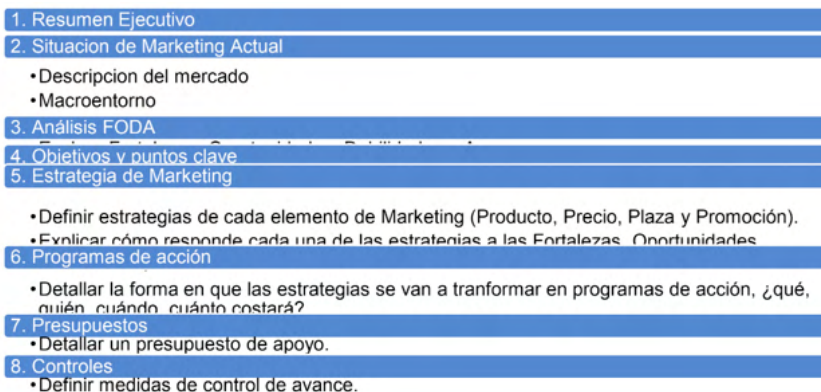 1. Resumen Ejecutivo
2. Situacion de Marketing Actual
•Descripcion del mercado
•Macroentorno
3. Análisis FODA
4. Objetivos y puntos clave
5. Estrategia de Marketing
•Definir estrategias de cada elemento de Marketing (Producto, Precio, Plaza y Promoción).
•Explicar cómo responde cada una de las estrategias a las Fortalezas, Oportunidades
6. Programas de acción
•Detallar la forma en que las estrategias se van a tranformar en programas de acción, ¿qué,
quién, cuándo, cuánto costará?
7. Presupuestos
•Detallar un presupuesto de apoyo.
8. Controles
•Definir medidas de control de avance.